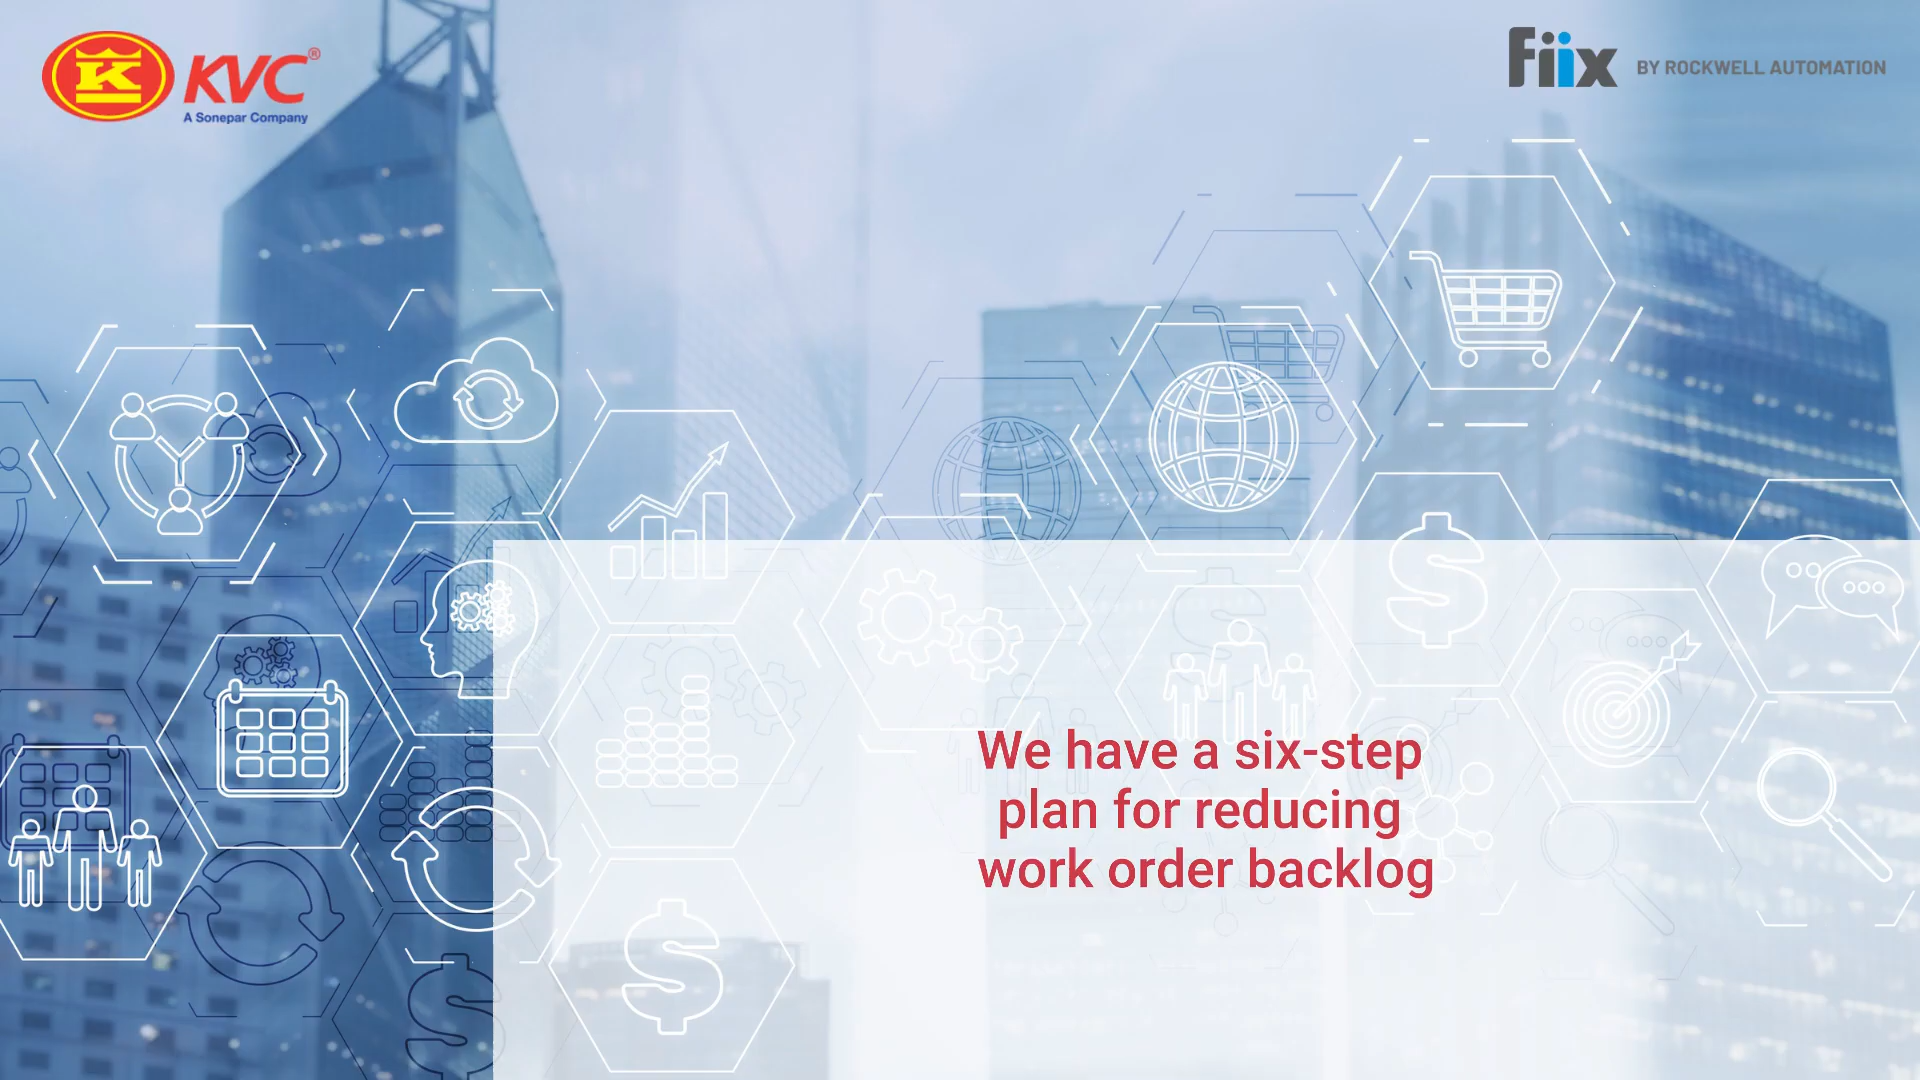 K
KVC®
A Sonepar Company
Fiix BY ROCKWELL AUTOMATION
We have a six-step
plan for reducing
work order backlog